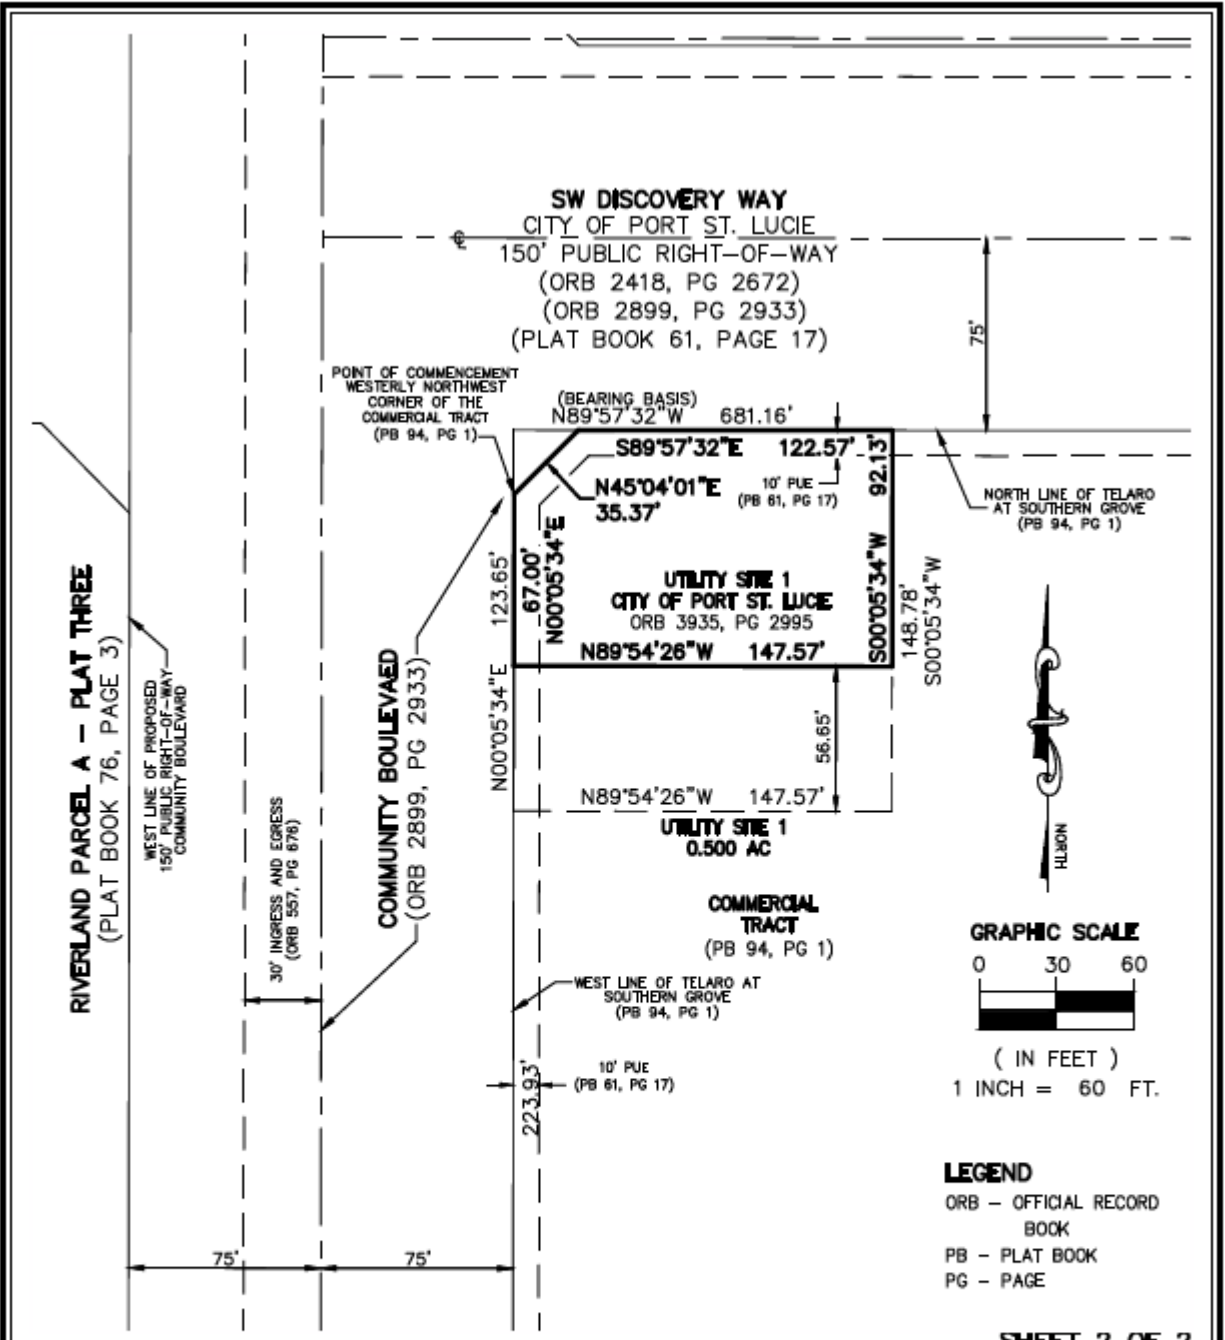 SW DISCOVERY WAY
CITY OF PORT ST. LUCIE
150' PUBLIC RIGHT-OF-WAY
(ORB 2418, PG 2672)
(ORB 2899, PG 2933)
(PLAT BOOK 61, PAGE 17)
75'
POINT OF COMMENCEMENT
WESTERLY NORTHWEST
CORNER OF THE
COMMERCIAL TRACT
(PB 94, PG 1)
(BEARING BASIS)
N89°57'32"W 681.16'
S89°57'32"E 122.57'
N45°04'01"E
35.37'
10' PUE
(PB 61, PG 17)
S00°05'34"W 92.13'
NORTH LINE OF TELARO
AT SOUTHERN GROVE
(PB 94, PG 1)
123.65'
N00°05'34"E
67.00'
N00°05'34"E
UTILITY SITE 1
CITY OF PORT ST. LUCIE
ORB 3935, PG 2995
N89°54'26"W 147.57'
148.78'
S00°05'34"W
RIVERLAND PARCEL A – PLAT THREE
(PLAT BOOK 76, PAGE 3)
WEST LINE OF PROPOSED
150' PUBLIC RIGHT-OF-WAY
COMMUNITY BOULEVARD
30' INGRESS AND EGRESS
(ORB 557, PG 676)
COMMUNITY BOULEVAED
(ORB 2899, PG 2933)
56.65'
N89°54'26"W 147.57'
UTILITY SITE 1
0.500 AC
COMMERCIAL
TRACT
(PB 94, PG 1)
WEST LINE OF TELARO AT
SOUTHERN GROVE
(PB 94, PG 1)
223.93'
10' PUE
(PB 61, PG 17)
75'
75'
NORTH
GRAPHIC SCALE
0 30 60
( IN FEET )
1 INCH = 60 FT.
LEGEND
ORB – OFFICIAL RECORD
BOOK
PB – PLAT BOOK
PG – PAGE
SHEET 2 OF 2